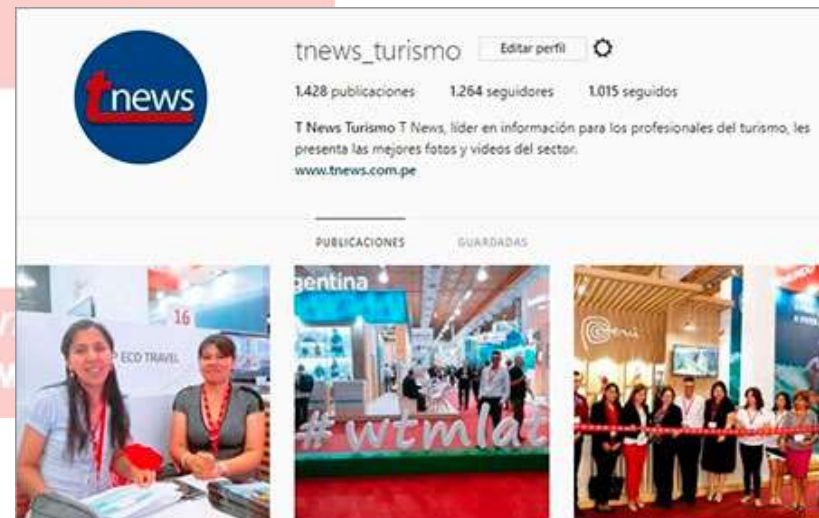 tnews
tnews_turismo Editar perfil
1.428 publicaciones 1.264 seguidores 1.015 seguidos
T News Turismo T News, líder en información para los profesionales del turismo, les
presenta las mejores fotos y videos del sector.
www.tnews.com.pe
PUBLICACIONES GUARDADAS
16
ECO TRAVEL
gentina
#wtmlat
Perú